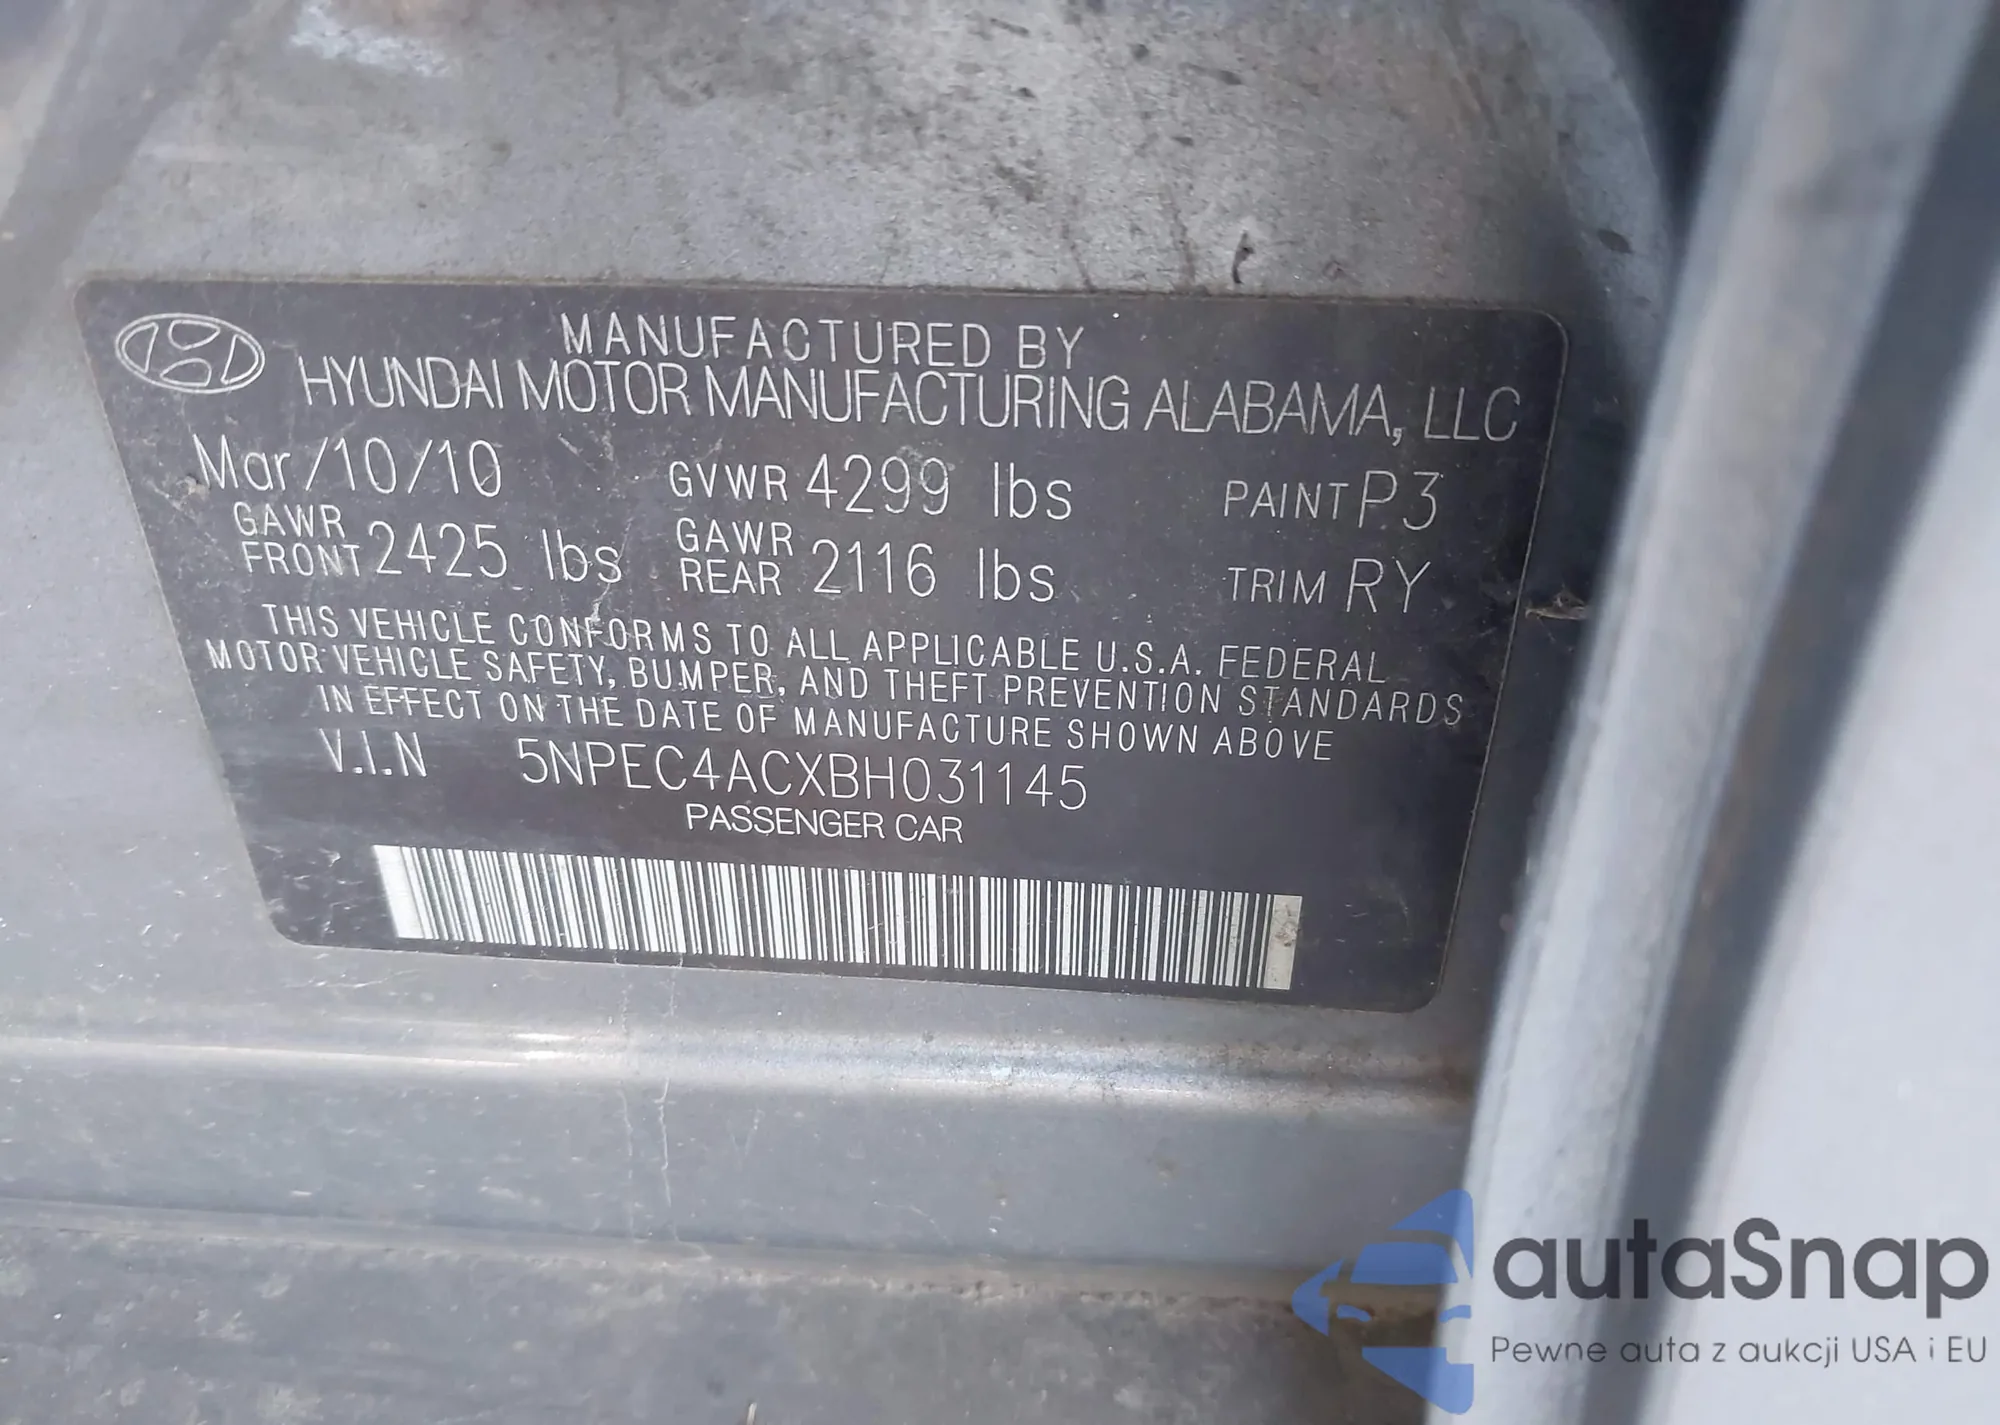 MANUFACTURED BY
HYUNDAI MOTOR MANUFACTURING ALABAMA, LLC
Mar/10/10 GVWR 4299 lbs PAINT P3
GAWR FRONT 2425 lbs GAWR REAR 2116 lbs TRIM RY
THIS VEHICLE CONFORMS TO ALL APPLICABLE U.S.A. FEDERAL
MOTOR VEHICLE SAFETY, BUMPER, AND THEFT PREVENTION STANDARDS
IN EFFECT ON THE DATE OF MANUFACTURE SHOWN ABOVE
V.I.N 5NPEC4ACXBH031145
PASSENGER CAR
autaSnap
Pewne auta z aukcji USA i EU